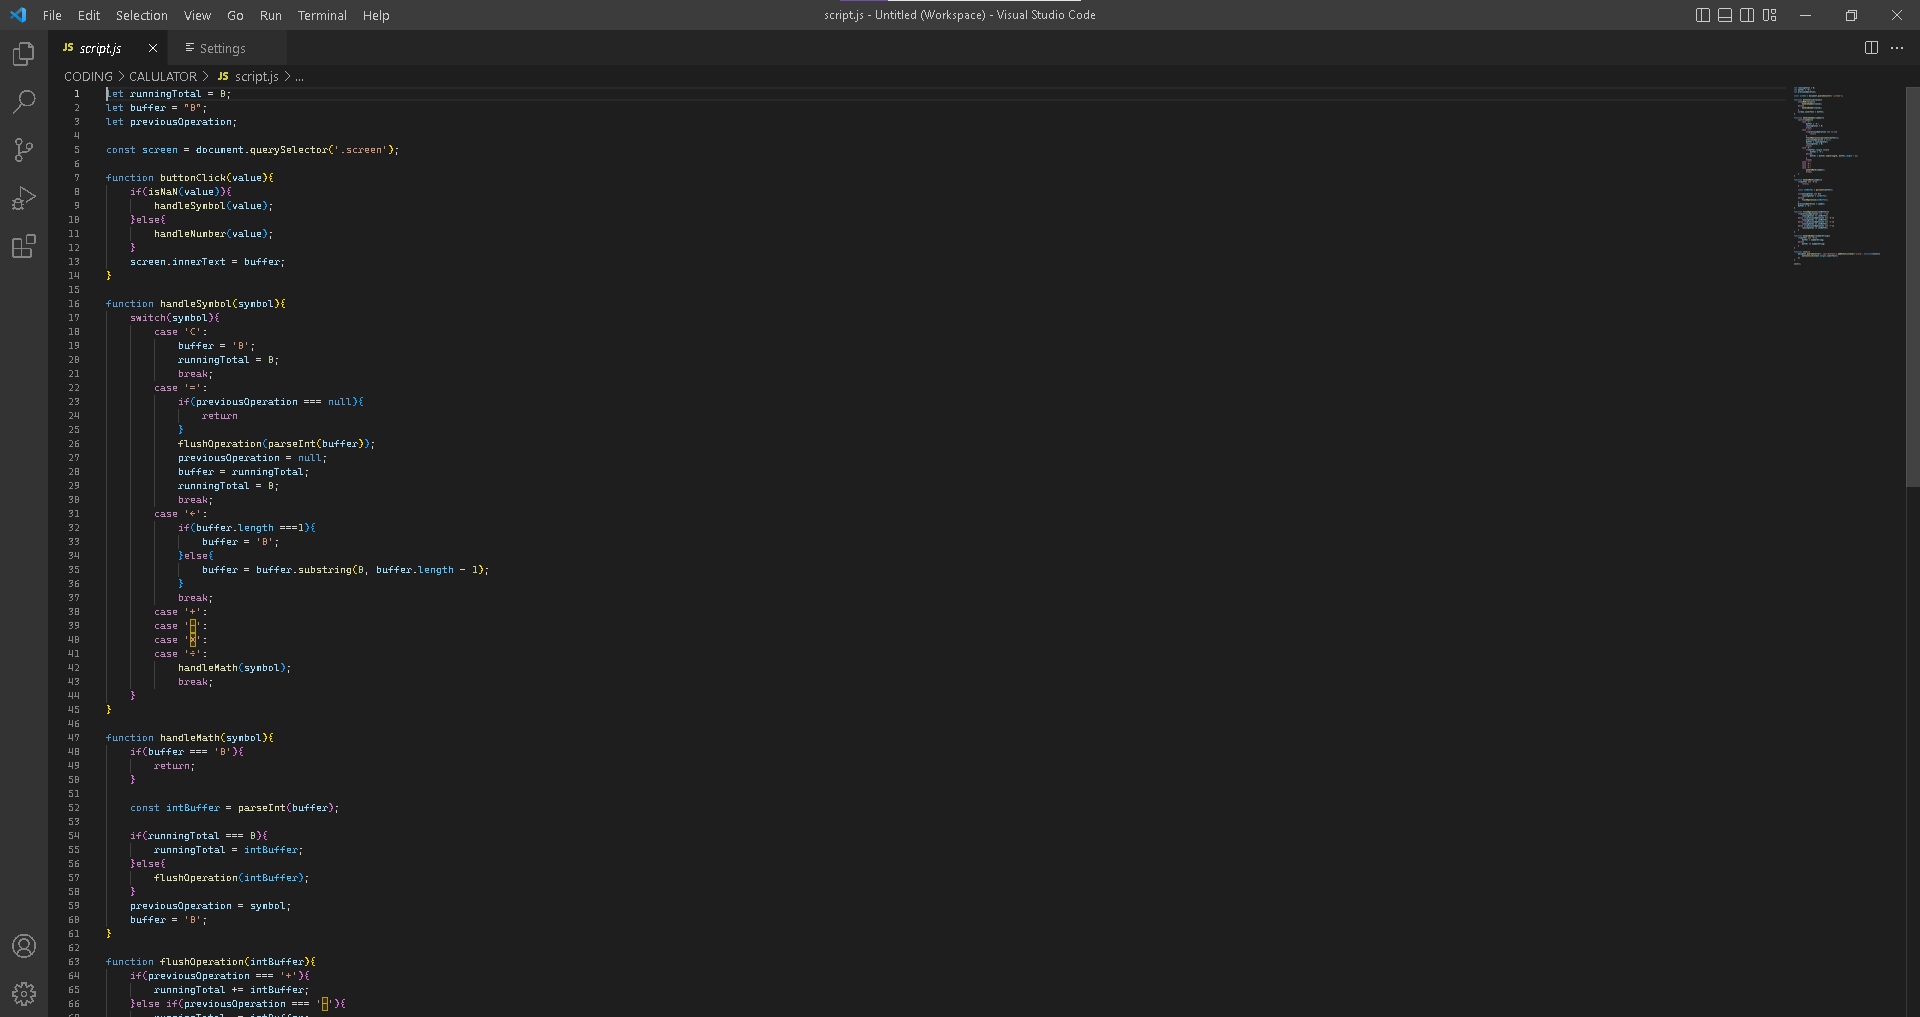 File Edit Selection View Go Run Terminal Help
script.js - Untitled (Workspace) - Visual Studio Code
JS script.js
Settings
CODING > CALULATOR > JS script.js > ...
1 let runningTotal = 0;
2 let buffer = "0";
3 let previousOperation;
4
5 const screen = document.querySelector('.screen');
6
7 function buttonClick(value){
8 if(isNaN(value)){
9 handleSymbol(value);
10 }else{
11 handleNumber(value);
12 }
13 screen.innerText = buffer;
14 }
15
16 function handleSymbol(symbol){
17 switch(symbol){
18 case 'C':
19 buffer = '0';
20 runningTotal = 0;
21 break;
22 case '=':
23 if(previousOperation === null){
24 return
25 }
26 flushOperation(parseInt(buffer));
27 previousOperation = null;
28 buffer = runningTotal;
29 runningTotal = 0;
30 break;
31 case '←':
32 if(buffer.length ===1){
33 buffer = '0';
34 }else{
35 buffer = buffer.substring(0, buffer.length - 1);
36 }
37 break;
38 case '+':
39 case '−':
40 case '×':
41 case '÷':
42 handleMath(symbol);
43 break;
44 }
45 }
46
47 function handleMath(symbol){
48 if(buffer === '0'){
49 return;
50 }
51
52 const intBuffer = parseInt(buffer);
53
54 if(runningTotal === 0){
55 runningTotal = intBuffer;
56 }else{
57 flushOperation(intBuffer);
58 }
59 previousOperation = symbol;
60 buffer = '0';
61 }
62
63 function flushOperation(intBuffer){
64 if(previousOperation === '+'){
65 runningTotal += intBuffer;
66 }else if(previousOperation === '−'){